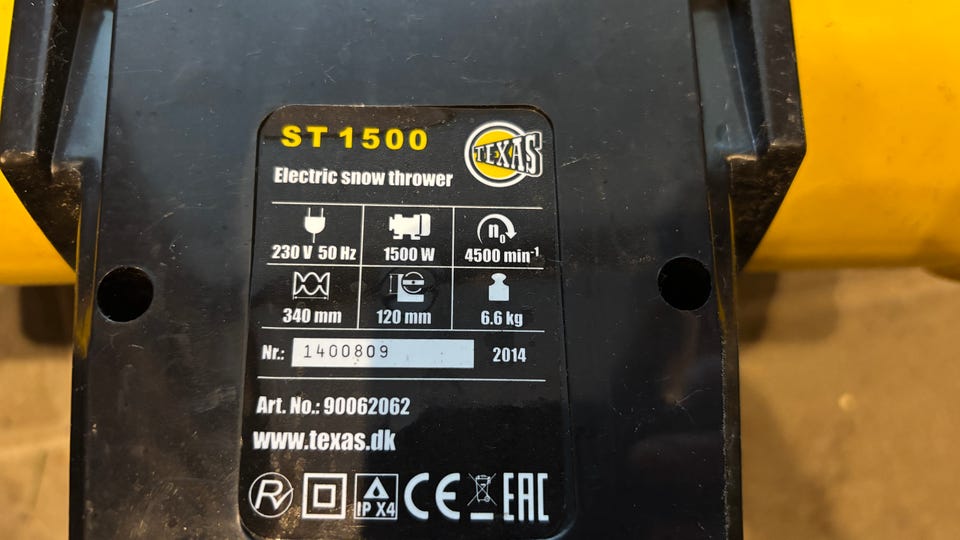 ST 1500
TEXAS
Electric snow thrower
230 V 50 Hz
1500 W
n₀
4500 min⁻¹
340 mm
120 mm
6.6 kg
Nr.: 1400809 2014
Art. No.: 90062062
www.texas.dk
R IP X4 CE EAC